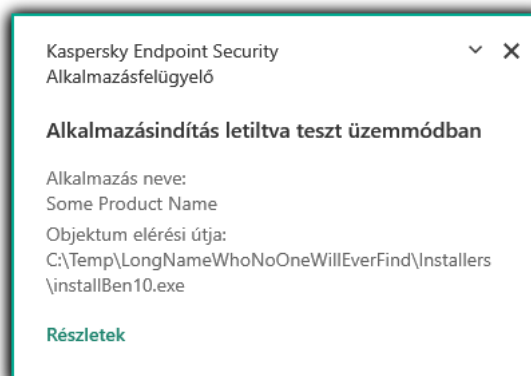 Kaspersky Endpoint Security
Alkalmazásfelügyelő
Alkalmazásindítás letiltva teszt üzemmódban
Alkalmazás neve:
Some Product Name
Objektum elérési útja:
C:\Temp\LongNameWhoNoOneWillEverFind\Installers
\installBen10.exe
Részletek